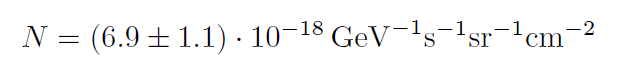 N = (6.9 ± 1.1) · 10⁻¹⁸ GeV⁻¹s⁻¹sr⁻¹cm⁻²